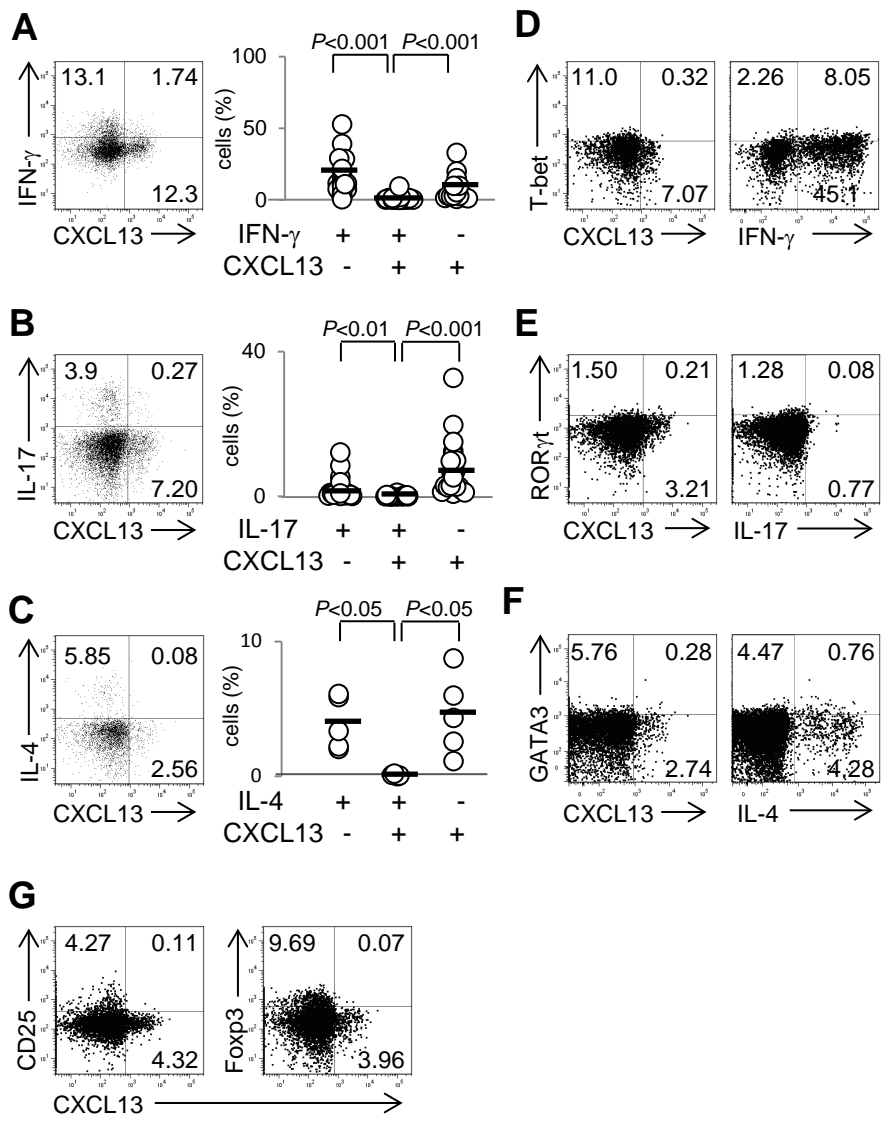 A
IFN-γ
13.1 1.74
12.3
CXCL13
P<0.001 P<0.001
100
50
0
cells (%)
IFN-γ + + -
CXCL13 - + +
D
T-bet
11.0 0.32
7.07
CXCL13
2.26 8.05
45.1
IFN-γ
B
IL-17
3.9 0.27
7.20
CXCL13
P<0.01 P<0.001
40
0
cells (%)
IL-17 + + -
CXCL13 - + +
E
RORγt
1.50 0.21
3.21
CXCL13
1.28 0.08
0.77
IL-17
C
IL-4
5.85 0.08
2.56
CXCL13
P<0.05 P<0.05
10
0
cells (%)
IL-4 + + -
CXCL13 - + +
F
GATA3
5.76 0.28
2.74
CXCL13
4.47 0.76
4.28
IL-4
G
CD25
4.27 0.11
4.32
Foxp3
9.69 0.07
3.96
CXCL13